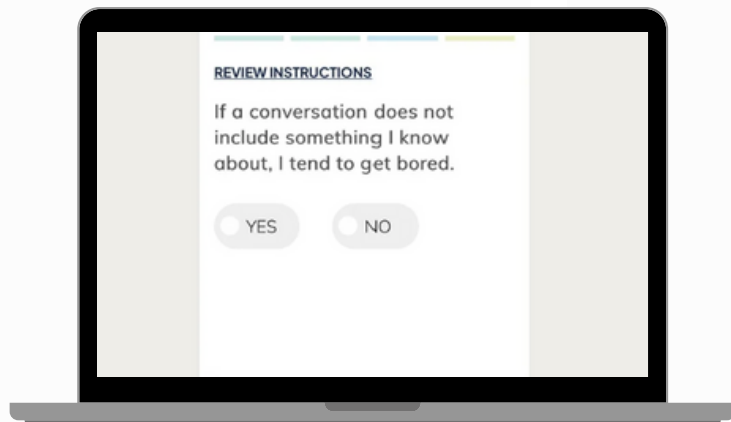 REVIEW INSTRUCTIONS
If a conversation does not
include something I know
about, I tend to get bored.
YES
NO